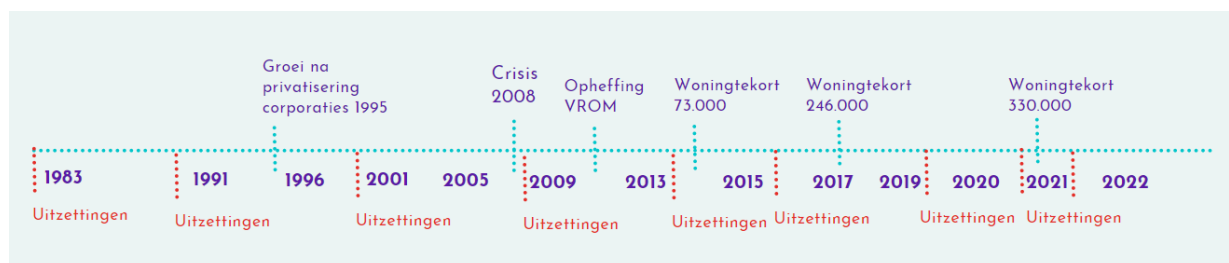 Groei na
privatisering
corporaties 1995
Crisis
2008
Opheffing
VROM
Woningtekort
73.000
Woningtekort
246.000
Woningtekort
330.000
1983 1991 1996 2001 2005 2009 2013 2015 2017 2019 2020 2021 2022
Uitzettingen Uitzettingen Uitzettingen Uitzettingen Uitzettingen Uitzettingen Uitzettingen Uitzettingen